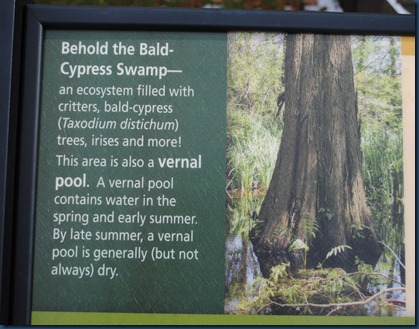 Behold the Bald-
Cypress Swamp—
an ecosystem filled with
critters, bald-cypress
(Taxodium distichum)
trees, irises and more!
This area is also a vernal
pool. A vernal pool
contains water in the
spring and early summer.
By late summer, a vernal
pool is generally (but not
always) dry.